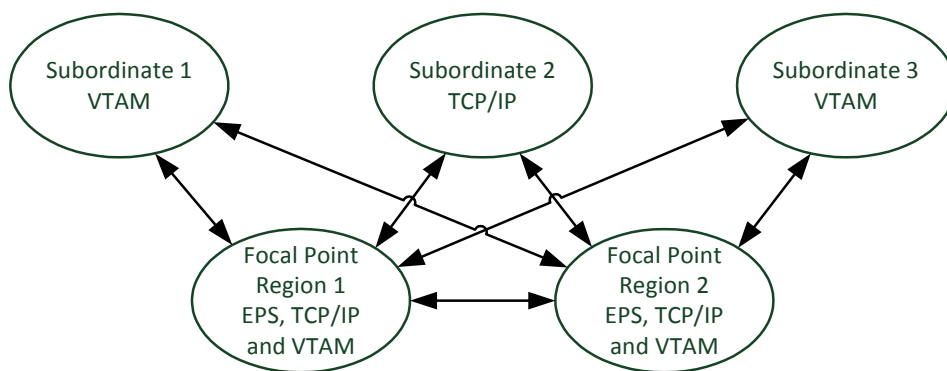 Subordinate 1
VTAM
Subordinate 2
TCP/IP
Subordinate 3
VTAM
Focal Point
Region 1
EPS, TCP/IP
and VTAM
Focal Point
Region 2
EPS, TCP/IP
and VTAM